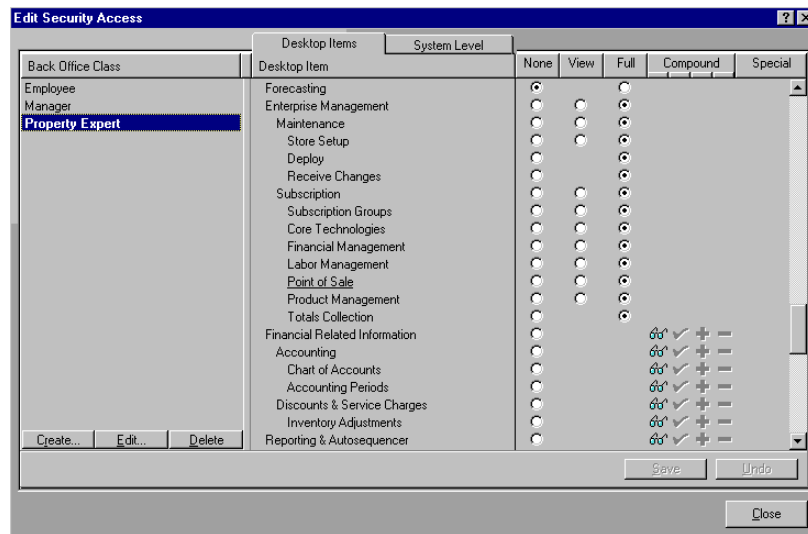 Edit Security Access
Desktop Items System Level
Back Office Class Desktop Item None View Full Compound Special
Employee Forecasting
Manager Enterprise Management
Property Expert Maintenance
Store Setup
Deploy
Receive Changes
Subscription
Subscription Groups
Core Technologies
Financial Management
Labor Management
Point of Sale
Product Management
Totals Collection
Financial Related Information
Accounting
Chart of Accounts
Accounting Periods
Discounts & Service Charges
Inventory Adjustments
Create... Edit... Delete Reporting & Autosequencer
Save Undo
Close